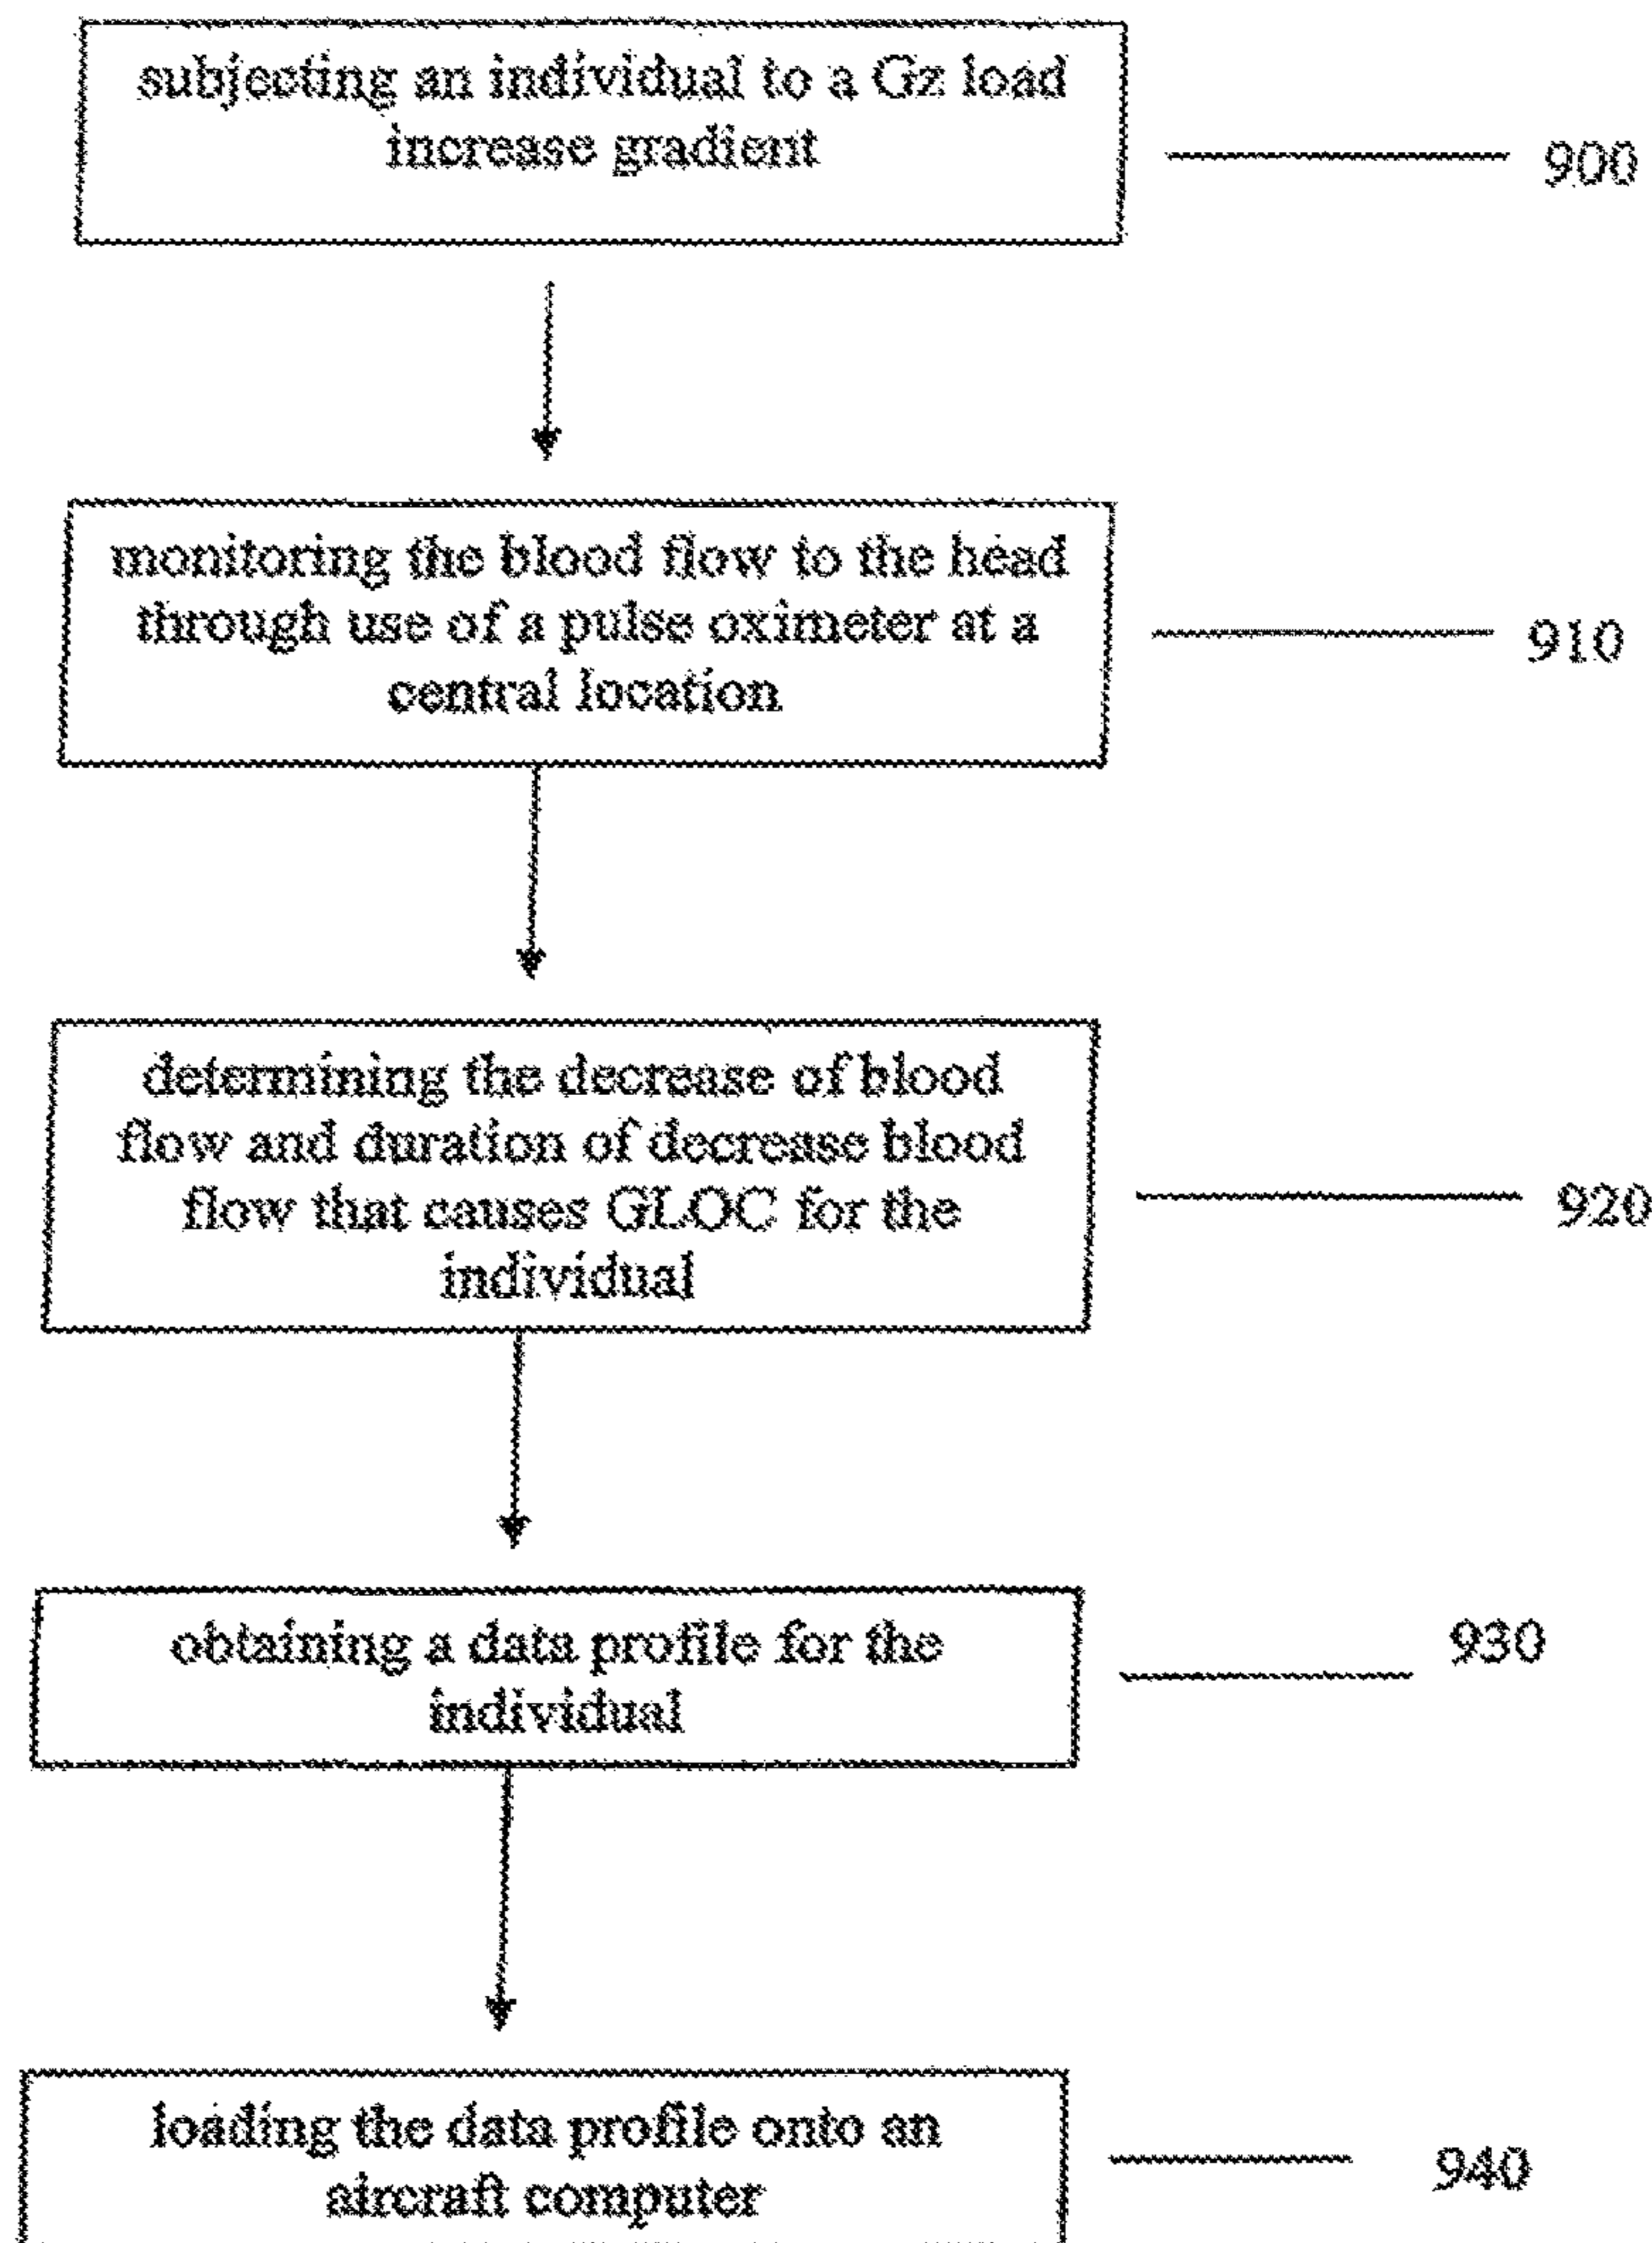 subjecting an individual to a Gz load
increase gradient
900
monitoring the blood flow to the head
through use of a pulse oximeter at a
central location
910
determining the decrease of blood
flow and duration of decrease blood
flow that causes GLOC for the
individual
920
obtaining a data profile for the
individual
930
loading the data profile onto an
aircraft computer
940